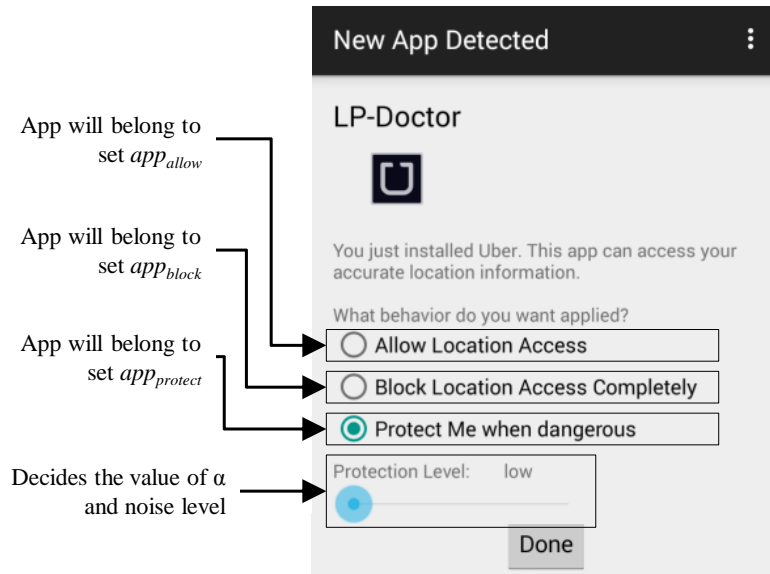 New App Detected
LP-Doctor
You just installed Uber. This app can access your
accurate location information.
What behavior do you want applied?
Allow Location Access
Block Location Access Completely
Protect Me when dangerous
Protection Level: low
Done
App will belong to
set app_allow
App will belong to
set app_block
App will belong to
set app_protect
Decides the value of α
and noise level